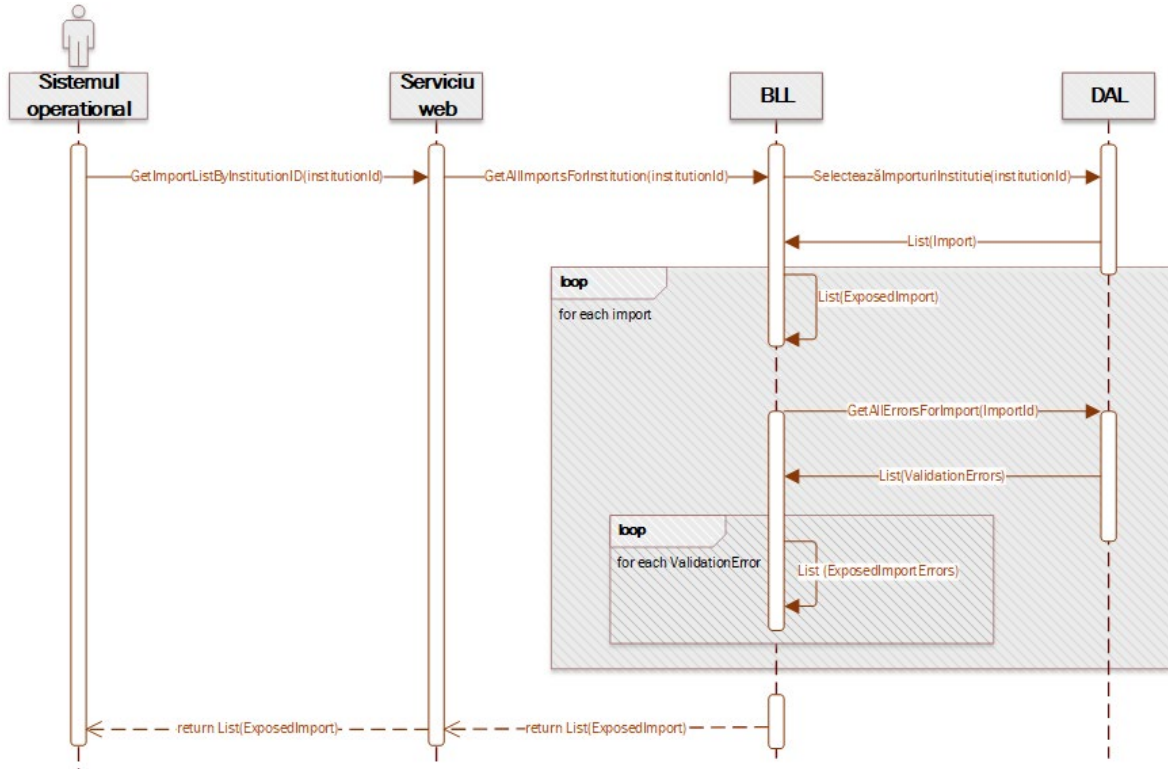 Sistemul
operational
Serviciu
web
BLL
DAL
GetImportListByInstitutionID(institutionId)
GetAllImportsForInstitution(institutionId)
SelecteazăImporturiInstitutie(institutionId)
List(Import)
loop
for each import
List(ExposedImport)
GetAllErrorsForImport(ImportId)
List(ValidationErrors)
loop
for each ValidationError
List (ExposedImportErrors)
return List(ExposedImport)
return List(ExposedImport)